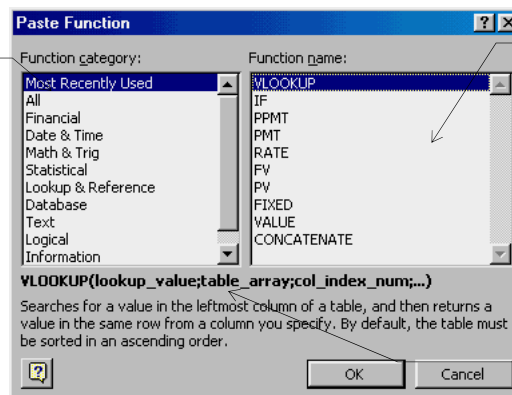 Paste Function
Function category:
Function name:
Most Recently Used
All
Financial
Date & Time
Math & Trig
Statistical
Lookup & Reference
Database
Text
Logical
Information
VLOOKUP
IF
PPMT
PMT
RATE
FV
PV
FIXED
VALUE
CONCATENATE
VLOOKUP(lookup_value;table_array;col_index_num;...)
Searches for a value in the leftmost column of a table, and then returns a
value in the same row from a column you specify. By default, the table must
be sorted in an ascending order.
OK
Cancel